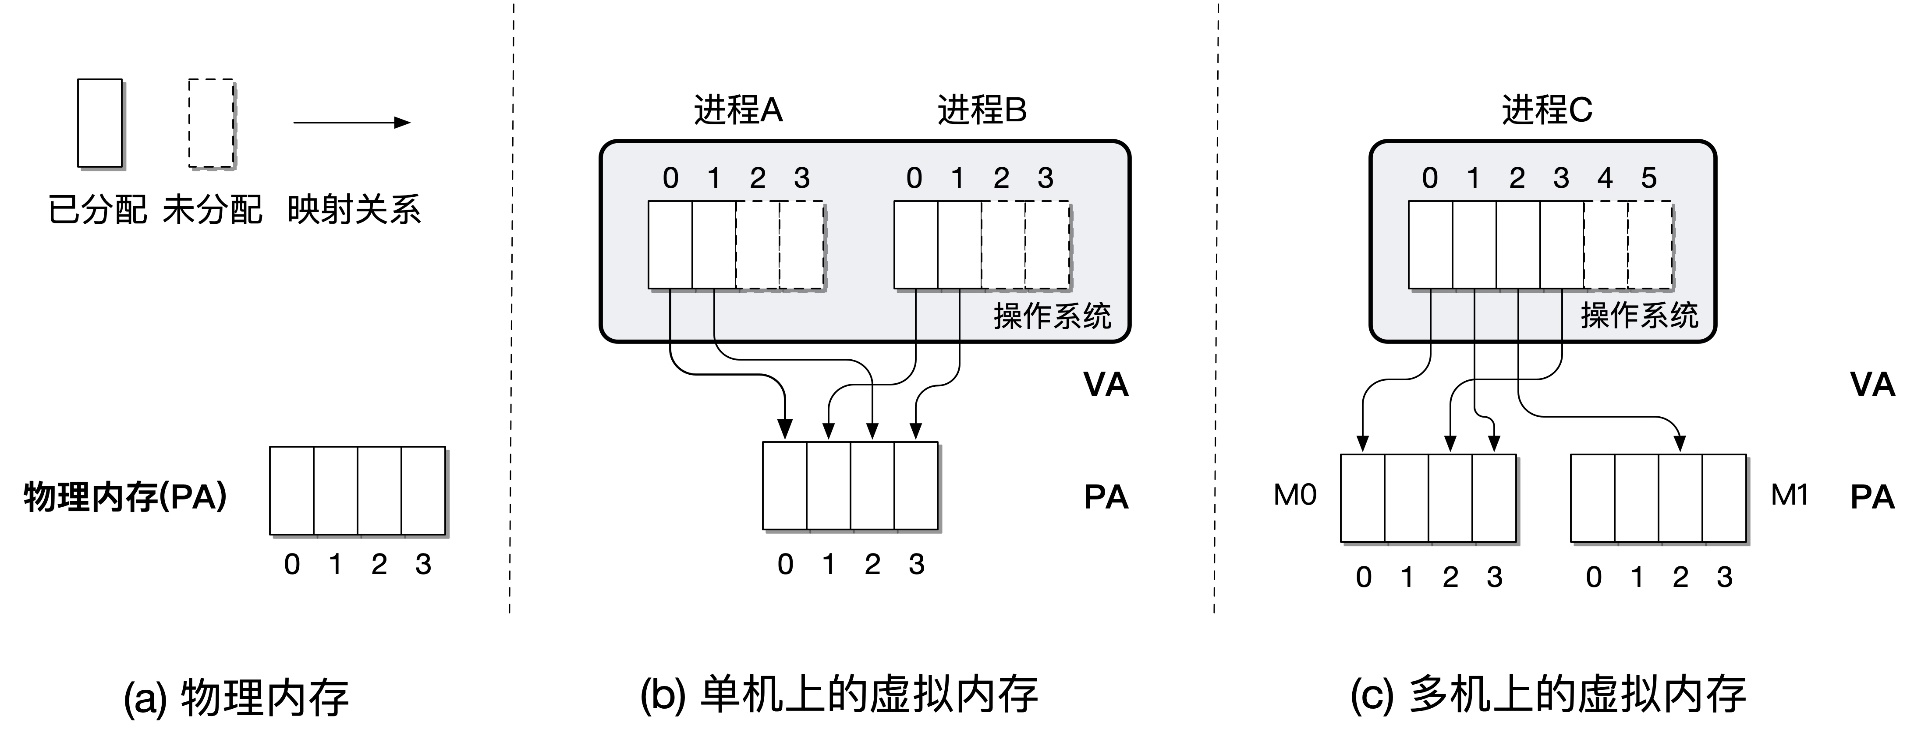 已分配 未分配 映射关系
物理内存(PA)
0 1 2 3
(a) 物理内存
进程A 进程B
0 1 2 3 0 1 2 3
操作系统
VA
PA
0 1 2 3
(b) 单机上的虚拟内存
进程C
0 1 2 3 4 5
操作系统
VA
M0 M1 PA
0 1 2 3 0 1 2 3
(c) 多机上的虚拟内存